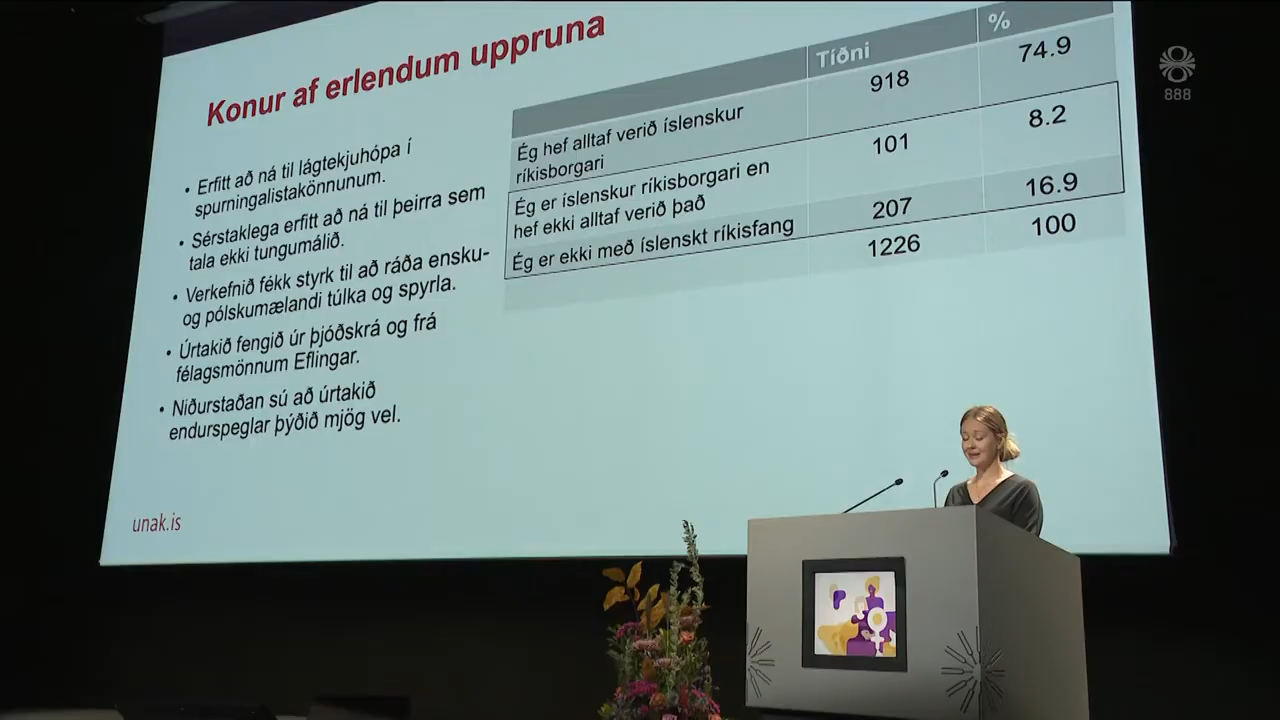 Konur af erlendum uppruna
• Erfitt að ná til lágtekjuhópa í
spurningalistakönnunum.
• Sérstaklega erfitt að ná til þeirra sem
tala ekki tungumálið.
• Verkefnið fékk styrk til að ráða ensku-
og pólskumælandi túlka og spyrla.
• Úrtakið fengið úr þjóðskrá og frá
félagsmönnum Eflingar.
• Niðurstaðan sú að úrtakið
endurspeglar þýðið mjög vel.
unak.is
Tíðni %
Ég hef alltaf verið íslenskur
ríkisborgari 918 74.9
Ég er íslenskur ríkisborgari en
hef ekki alltaf verið það 101 8.2
Ég er ekki með íslenskt ríkisfang 207 16.9
1226 100
888